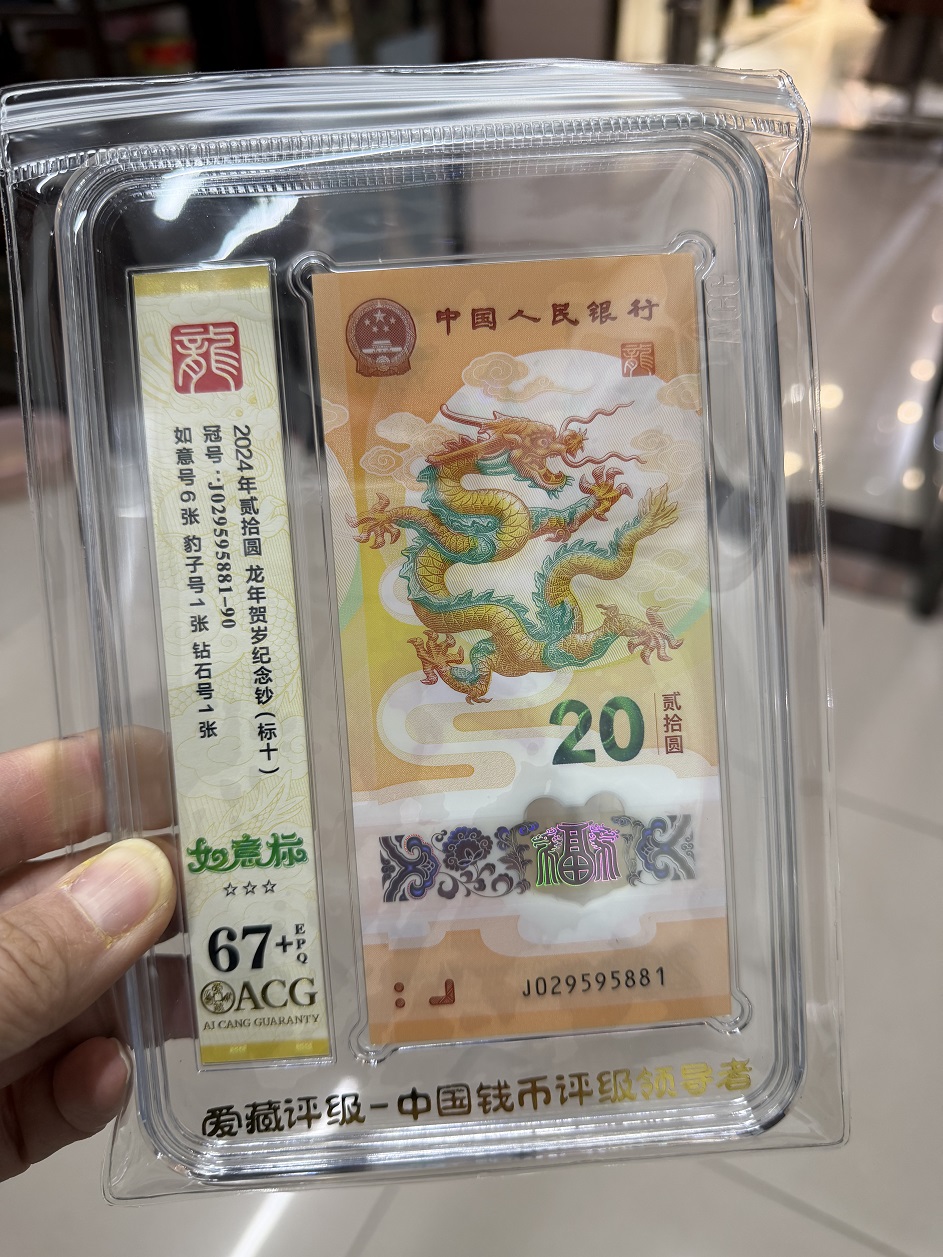 龍
2024年贰拾圆 龙年贺岁纪念钞（标十）
冠号：J029595881-90
如意号6张 豹子号1张 钻石号1张
如意标
☆☆☆
67+
EPQ
ACG
AI CANG GUARANTY
中国人民银行
龍
20
贰拾圆
福
J029595881
爱藏评级-中国钱币评级领导者